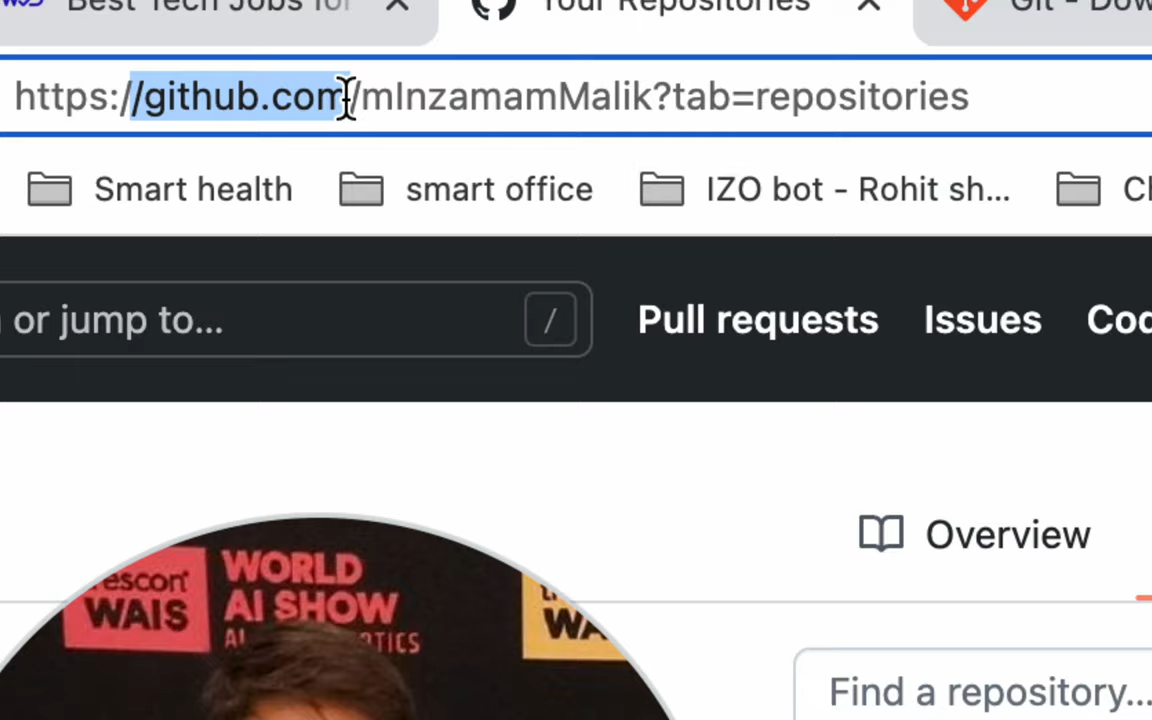 Best Tech Jobs for
Your Repositories
Git - Dow
https://github.com/mInzamamMalik?tab=repositories
Smart health
smart office
IZO bot - Rohit sh...
or jump to...
/
Pull requests
Issues
Overview
WORLD
AI SHOW
WAIS
AI
Find a repository...